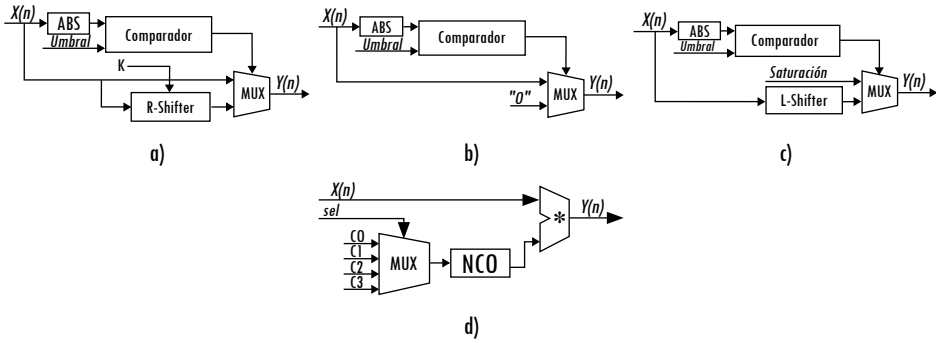 X(n)
ABS
Umbral
Comparador
K
R-Shifter
MUX
Y(n)
a)
X(n)
ABS
Umbral
Comparador
"0"
MUX
Y(n)
b)
X(n)
ABS
Umbral
Comparador
Saturación
L-Shifter
MUX
Y(n)
c)
X(n)
sel
C0
C1
C2
C3
MUX
NCO
*
Y(n)
d)